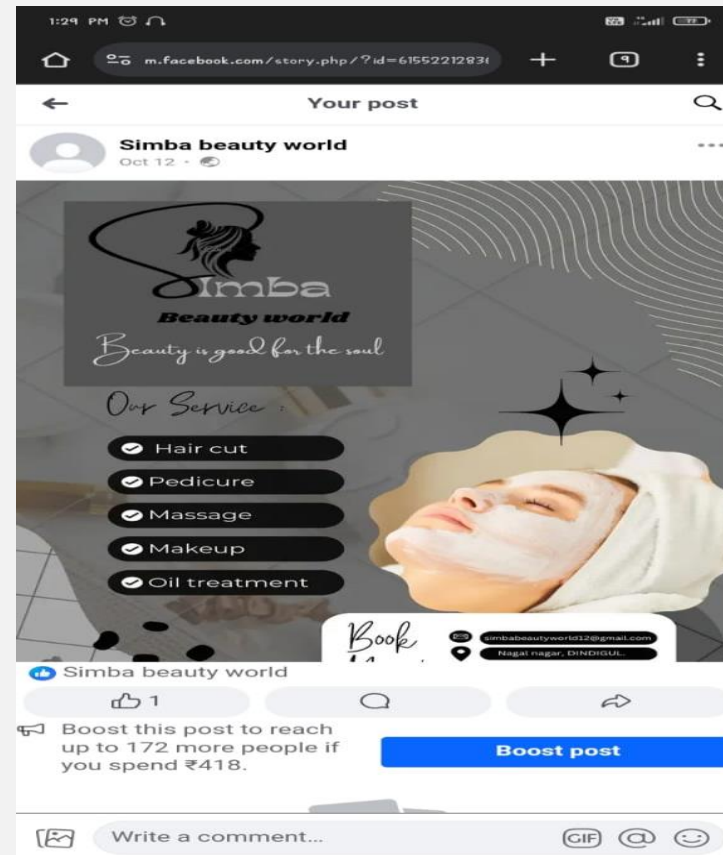 1:29 PM
m.facebook.com/story.php/?id=6155221283
9
Your post
Simba beauty world
Oct 12
Simba
Beauty world
Beauty is good for the soul
Our Service :
Hair cut
Pedicure
Massage
Makeup
Oil treatment
Book
simbabeautyworld12@gmail.com
Nagal nagar, DINDIGUL.
Simba beauty world
1
Boost this post to reach
up to 172 more people if
you spend ₹418.
Boost post
Write a comment...
GIF